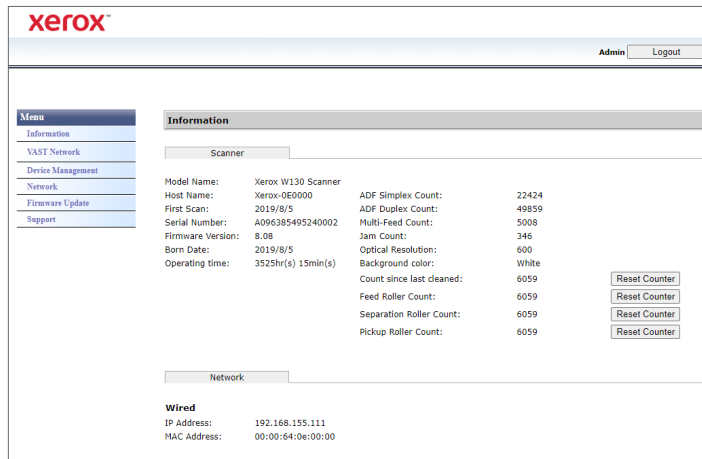 xerox™
Admin Logout
Menu
Information
VAST Network
Device Management
Network
Firmware Update
Support
Information
Scanner
Model Name: Xerox W130 Scanner
Host Name: Xerox-0E0000 ADF Simplex Count: 22424
First Scan: 2019/8/5 ADF Duplex Count: 49859
Serial Number: A096385495240002 Multi-Feed Count: 5008
Firmware Version: 8.08 Jam Count: 346
Born Date: 2019/8/5 Optical Resolution: 600
Operating time: 3525hr(s) 15min(s) Background color: White
Count since last cleaned: 6059 Reset Counter
Feed Roller Count: 6059 Reset Counter
Separation Roller Count: 6059 Reset Counter
Pickup Roller Count: 6059 Reset Counter
Network
Wired
IP Address: 192.168.155.111
MAC Address: 00:00:64:0e:00:00